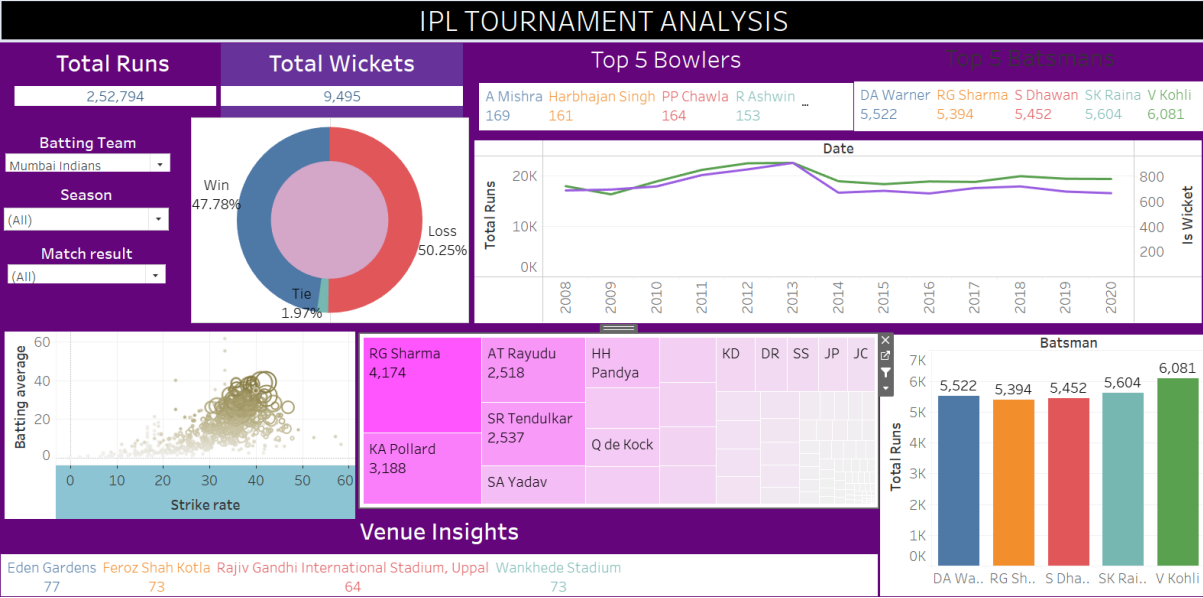 IPL TOURNAMENT ANALYSIS
Total Runs
2,52,794
Total Wickets
9,495
Top 5 Bowlers
A Mishra Harbhajan Singh PP Chawla R Ashwin ...
169 161 164 153
Top 5 Batsmans
DA Warner RG Sharma S Dhawan SK Raina V Kohli
5,522 5,394 5,452 5,604 6,081
Batting Team
Mumbai Indians
Season
(All)
Match result
(All)
Win
47.78%
Loss
50.25%
Tie
1.97%
Date
Total Runs
20K
10K
0K
800
600
400
200
Is Wicket
2008 2009 2010 2011 2012 2013 2014 2015 2016 2017 2018 2019 2020
Batting average
60
40
20
0
0 10 20 30 40 50 60
Strike rate
RG Sharma
4,174
KA Pollard
3,188
AT Rayudu
2,518
SR Tendulkar
2,537
SA Yadav
HH
Pandya
Q de Kock
KD DR SS JP JC
Batsman
Total Runs
7K
6K
5K
4K
3K
2K
1K
0K
5,522 5,394 5,452 5,604 6,081
DA Wa.. RG Sh.. S Dha.. SK Rai.. V Kohli
Venue Insights
Eden Gardens Feroz Shah Kotla Rajiv Gandhi International Stadium, Uppal Wankhede Stadium
77 73 64 73